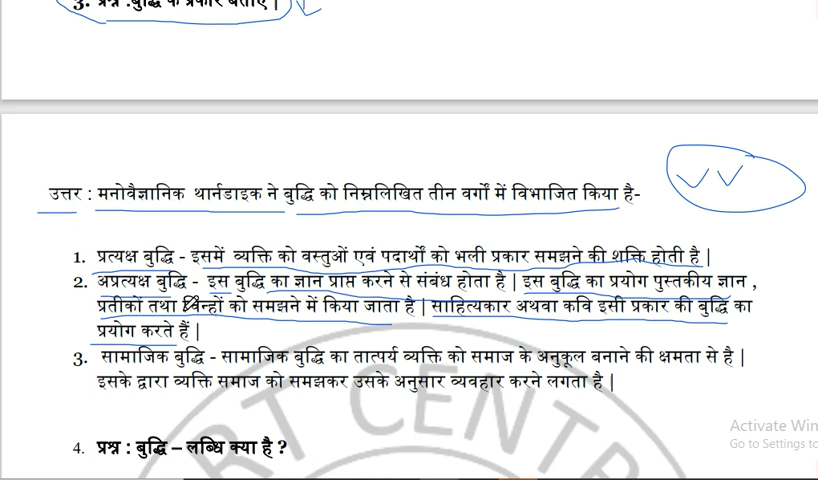 3. प्रश्न :बुद्धि के प्रकार बताए |
उत्तर : मनोवैज्ञानिक थार्नडाइक ने बुद्धि को निम्नलिखित तीन वर्गों में विभाजित किया है-
1. प्रत्यक्ष बुद्धि - इसमें व्यक्ति को वस्तुओं एवं पदार्थों को भली प्रकार समझने की शक्ति होती है |
2. अप्रत्यक्ष बुद्धि - इस बुद्धि का ज्ञान प्राप्त करने से संबंध होता है | इस बुद्धि का प्रयोग पुस्तकीय ज्ञान ,
प्रतीकों तथा चिन्हों को समझने में किया जाता है | साहित्यकार अथवा कवि इसी प्रकार की बुद्धि का
प्रयोग करते हैं |
3. सामाजिक बुद्धि - सामाजिक बुद्धि का तात्पर्य व्यक्ति को समाज के अनुकूल बनाने की क्षमता से है |
इसके द्वारा व्यक्ति समाज को समझकर उसके अनुसार व्यवहार करने लगता है |
RT CENTR
Activate Win
Go to Settings to
4. प्रश्न : बुद्धि – लब्धि क्या है ?